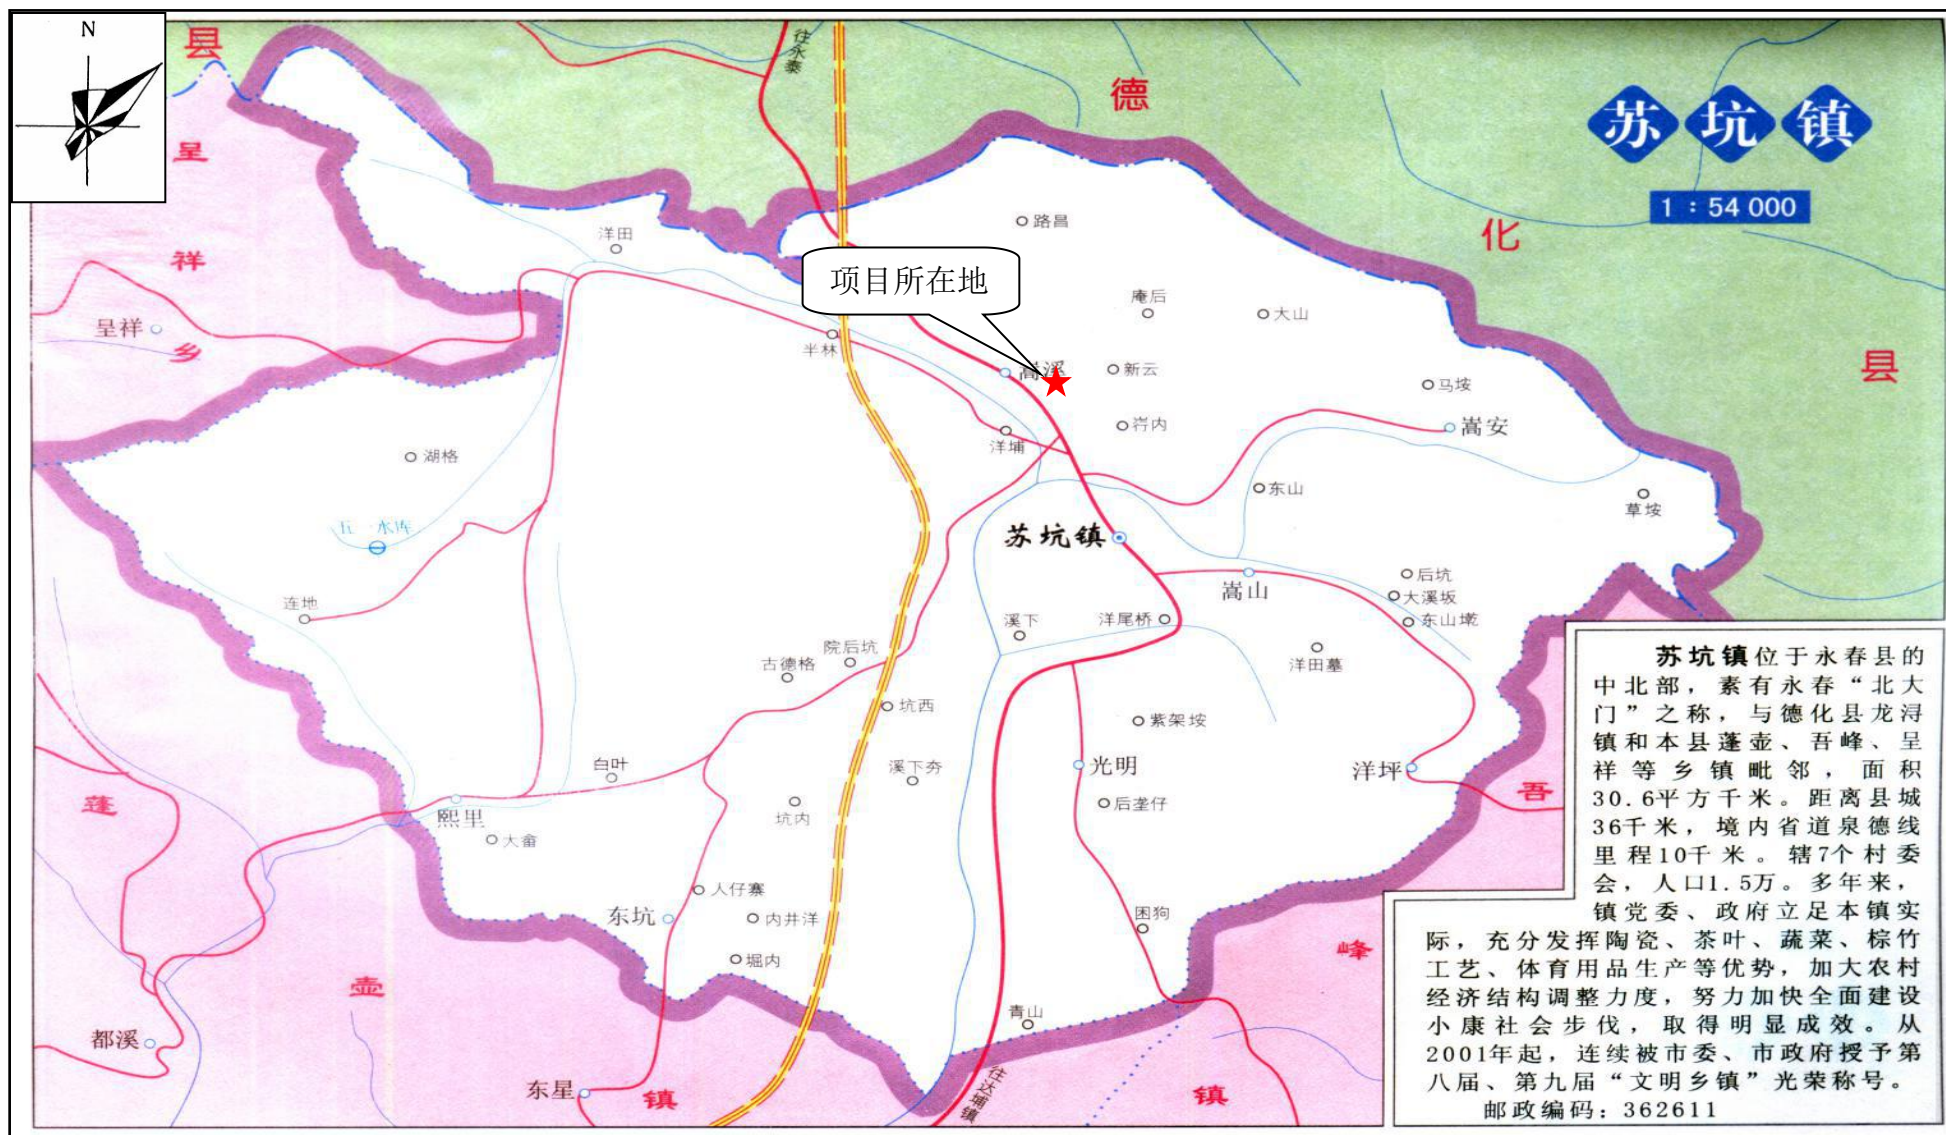 N
县
往永泰
德
苏坑镇
1：54 000
呈
路昌
化
洋田
祥
项目所在地
庵后
大山
呈祥
乡
半林
嵩溪
新云
县
马垵
嵩安
洋埔
湖格
东山
草垵
五一水库
苏坑镇
后坑
嵩山
大溪坂
连地
溪下
洋尾桥
东山墘
院后坑
古德格
洋田墓
坑西
紫架垵
白叶
溪下夯
光明
洋坪
吾
蓬
后垄仔
坑内
熙里
大畲
人仔寨
东坑
内井洋
困狗
堀内
峰
壶
青山
都溪
东星
镇
往达埔镇
镇
苏坑镇位于永春县的
中北部，素有永春“北大
门”之称，与德化县龙浔
镇和本县蓬壶、吾峰、呈
祥等乡镇毗邻，面积
30.6平方千米。距离县城
36千米，境内省道泉德线
里程10千米。辖7个村委
会，人口1.5万。多年来，
镇党委、政府立足本镇实
际，充分发挥陶瓷、茶叶、蔬菜、棕竹
工艺、体育用品生产等优势，加大农村
经济结构调整力度，努力加快全面建设
小康社会步伐，取得明显成效。从
2001年起，连续被市委、市政府授予第
八届、第九届“文明乡镇”光荣称号。
邮政编码：362611